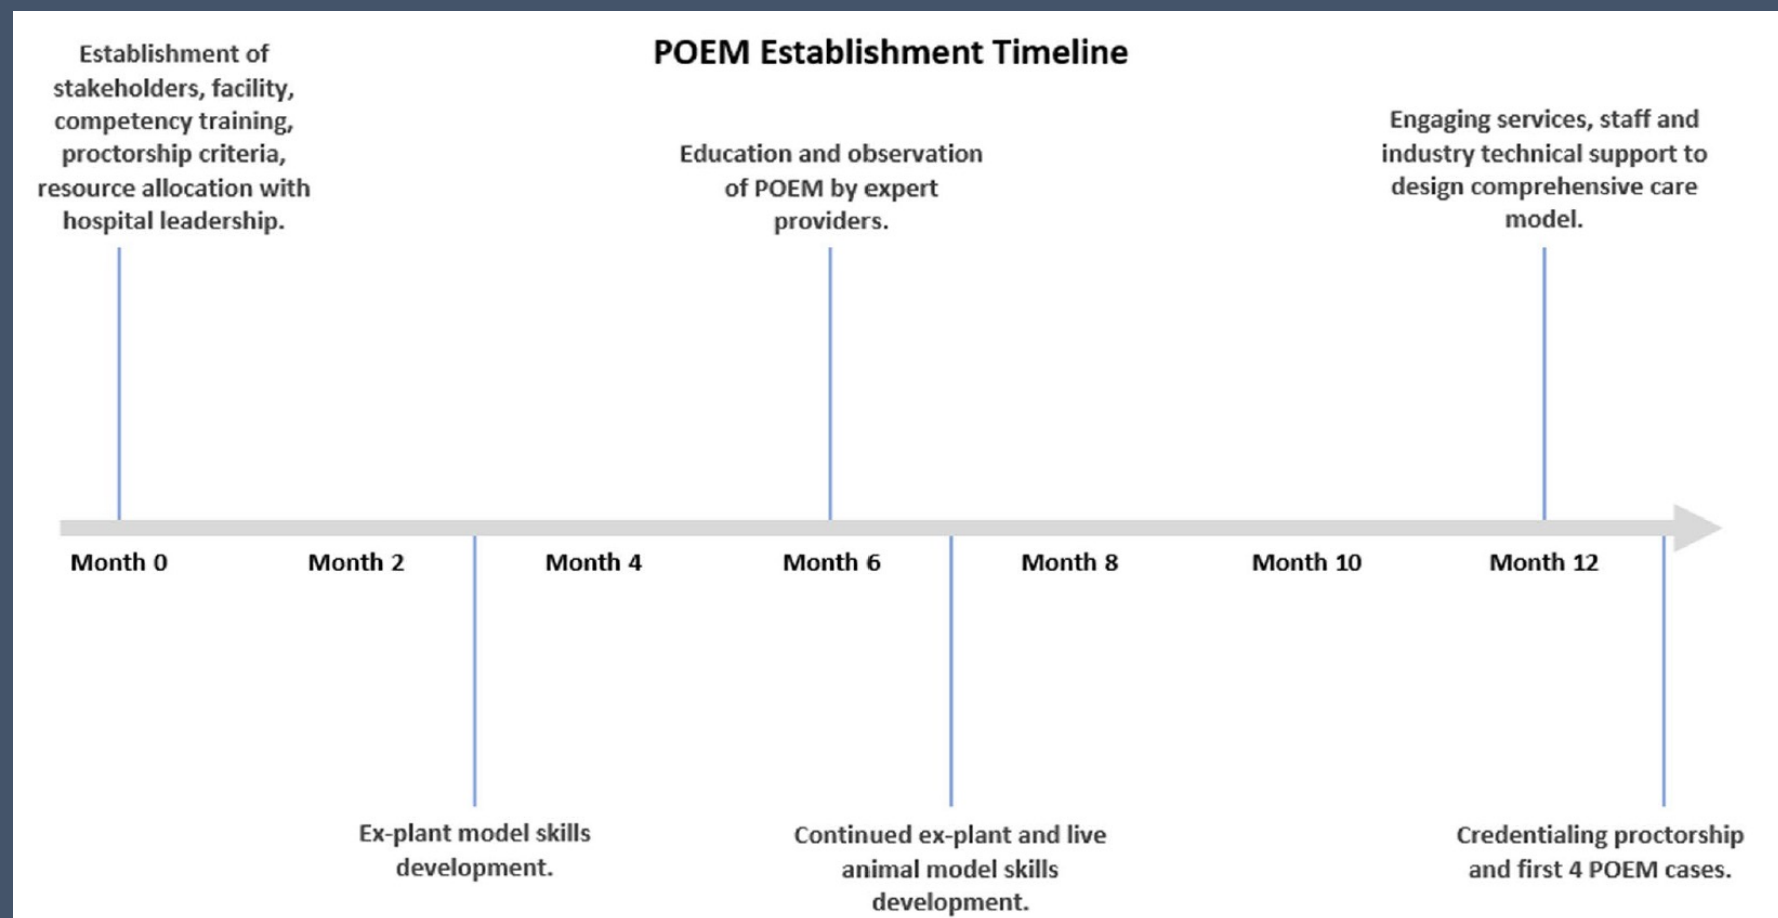 POEM Establishment Timeline
Establishment of
stakeholders, facility,
competency training,
proctorship criteria,
resource allocation with
hospital leadership.
Education and observation
of POEM by expert
providers.
Engaging services, staff and
industry technical support to
design comprehensive care
model.
Month 0
Month 2
Month 4
Month 6
Month 8
Month 10
Month 12
Ex-plant model skills
development.
Continued ex-plant and live
animal model skills
development.
Credentialing proctorship
and first 4 POEM cases.